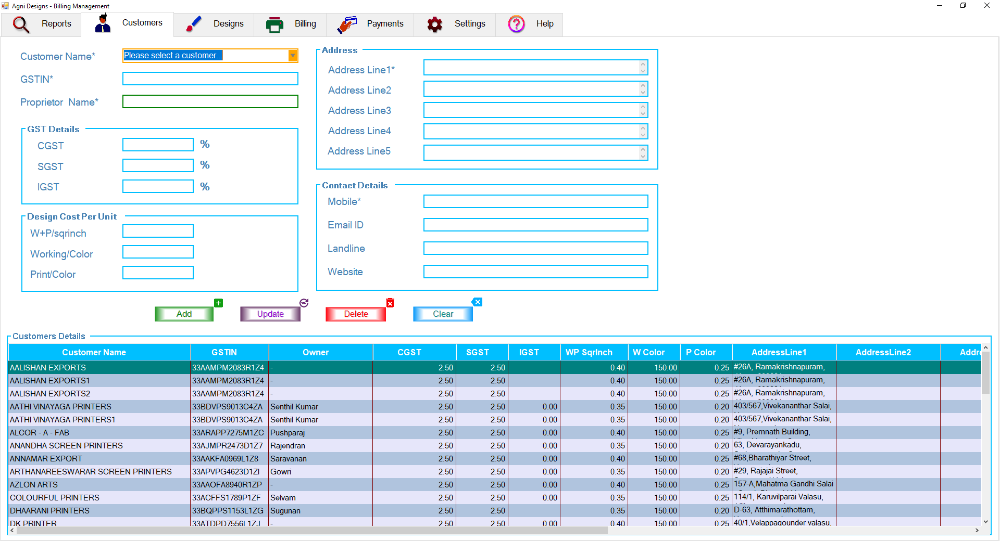 Agni Designs - Billing Management
Reports Customers Designs Billing Payments Settings Help
Customer Name* Please select a customer...
GSTIN*
Proprietor Name*
GST Details
CGST %
SGST %
IGST %
Design Cost Per Unit
W+P/sqrinch
Working/Color
Print/Color
Address
Address Line1*
Address Line2
Address Line3
Address Line4
Address Line5
Contact Details
Mobile*
Email ID
Landline
Website
Add Update Delete Clear
Customers Details
Customer Name GSTIN Owner CGST SGST IGST WP SqrInch W Color P Color AddressLine1 AddressLine2 Addre
AALISHAN EXPORTS 33AAMPM2083R1Z4 - 2.50 2.50 0.40 150.00 0.25 #26A, Ramakrishnapuram,
AALISHAN EXPORTS1 33AAMPM2083R1Z4 - 2.50 2.50 0.40 150.00 0.25 #26A, Ramakrishnapuram,
AALISHAN EXPORTS2 33AAMPM2083R1Z4 - 2.50 2.50 0.40 150.00 0.25 #26A, Ramakrishnapuram,
AATHI VINAYAGA PRINTERS 33BDVPS9013C4ZA Senthil Kumar 2.50 2.50 0.00 0.35 150.00 0.20 403/567,Vivekananthar Salai,
AATHI VINAYAGA PRINTERS1 33BDVPS9013C4ZA Senthil Kumar 2.50 2.50 0.00 0.35 150.00 0.20 403/567,Vivekananthar Salai,
ALCOR - A - FAB 33ARAPP7275M1ZC Pushparaj 2.50 2.50 0.00 0.40 150.00 0.25 #9, Premnath Building,
ANANDHA SCREEN PRINTERS 33AJMPR2473D1Z7 Rajendran 2.50 2.50 0.00 0.35 150.00 0.20 63, Devarayankadu,
ANNAMAR EXPORT 33AAKFA0969L1Z8 Saravanan 2.50 2.50 0.00 0.40 150.00 0.25 #68,Bharathiyar Street,
ARTHANAREESWARAR SCREEN PRINTERS 33APVPG4623D1ZI Gowri 2.50 2.50 0.00 0.35 150.00 0.20 #29, Rajajai Street,
AZLON ARTS 33AAOFA8940R1ZP - 2.50 2.50 0.00 0.40 150.00 0.25 157-A,Mahatma Gandhi Salai
COLOURFUL PRINTERS 33ACFFS1789P1ZF Selvam 2.50 2.50 0.00 0.35 150.00 0.25 114/1, Karuvilparai Valasu,
DHAARANI PRINTERS 33BQPPS1153L1ZG Sugunan 2.50 2.50 0.35 150.00 0.20 D-63, Atthimarathottam,
DK PRINTER 33ATDPD7556L1ZJ - 2.50 2.50 0.00 0.40 150.00 0.25 40/1,Velappagounder valasu,